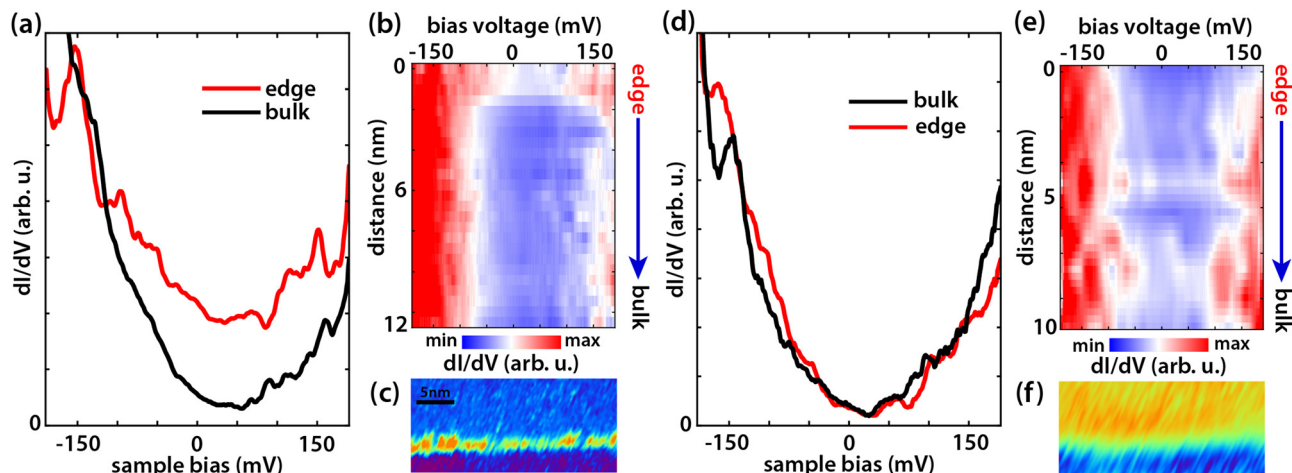 (a)
edge
bulk
dI/dV (arb. u.)
0
-150
0
150
sample bias (mV)
(b)
bias voltage (mV)
-150
0
150
0
6
12
distance (nm)
edge
bulk
min
max
dI/dV (arb. u.)
(c)
5nm
(d)
bulk
edge
dI/dV (arb. u.)
0
-150
0
150
sample bias (mV)
(e)
bias voltage (mV)
-150
0
150
0
5
10
distance (nm)
edge
bulk
min
max
dI/dV (arb. u.)
(f)